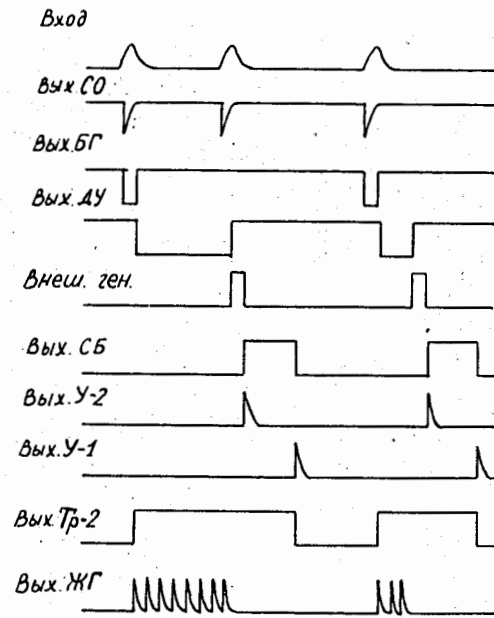 Вход
Вых. СО
Вых. БГ
Вых. ДУ
Внеш. ген.
Вых. СБ
Вых. У-2
Вых. У-1
Вых. Тр-2
Вых. ЖГ